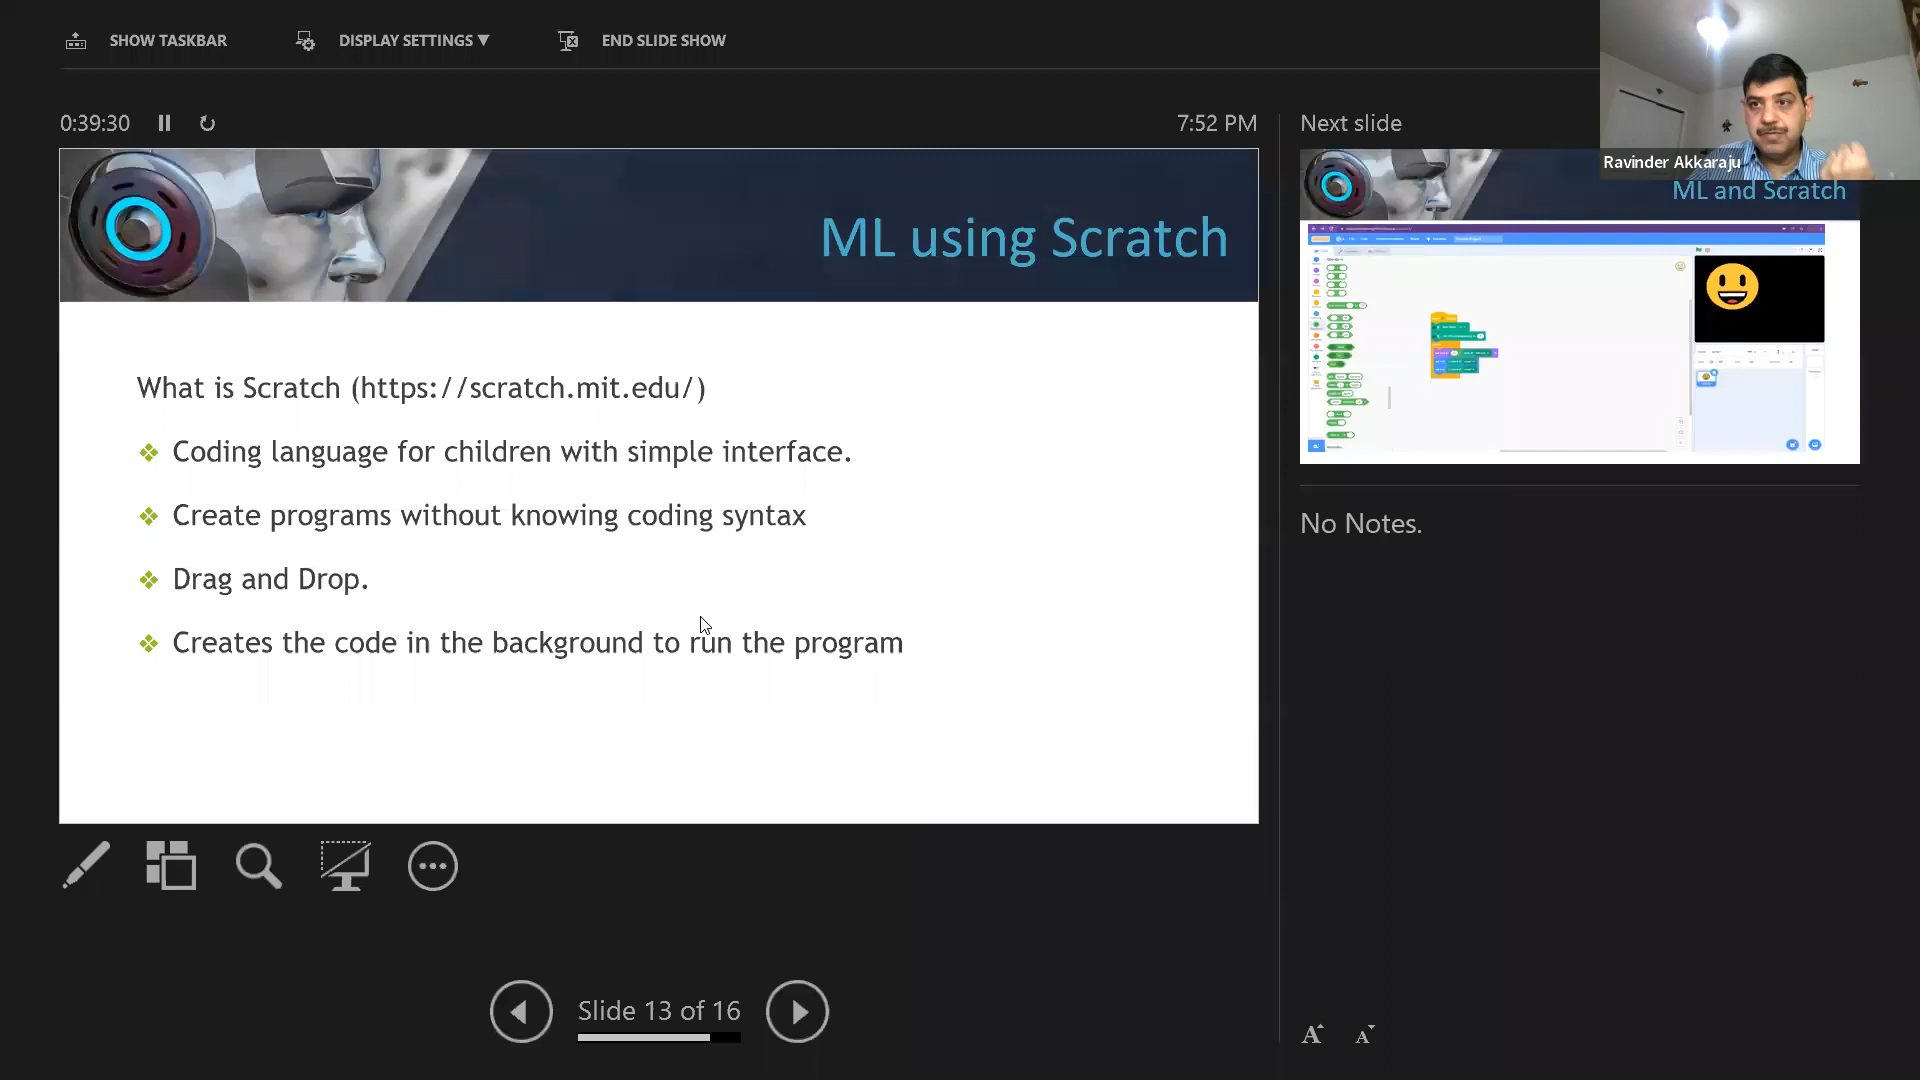 SHOW TASKBAR
DISPLAY SETTINGS ▼
END SLIDE SHOW
0:39:30
7:52 PM
Next slide
Ravinder Akkaraju
ML using Scratch
ML and Scratch
What is Scratch (https://scratch.mit.edu/)
Coding language for children with simple interface.
Create programs without knowing coding syntax
Drag and Drop.
Creates the code in the background to run the program
No Notes.
Slide 13 of 16
A A